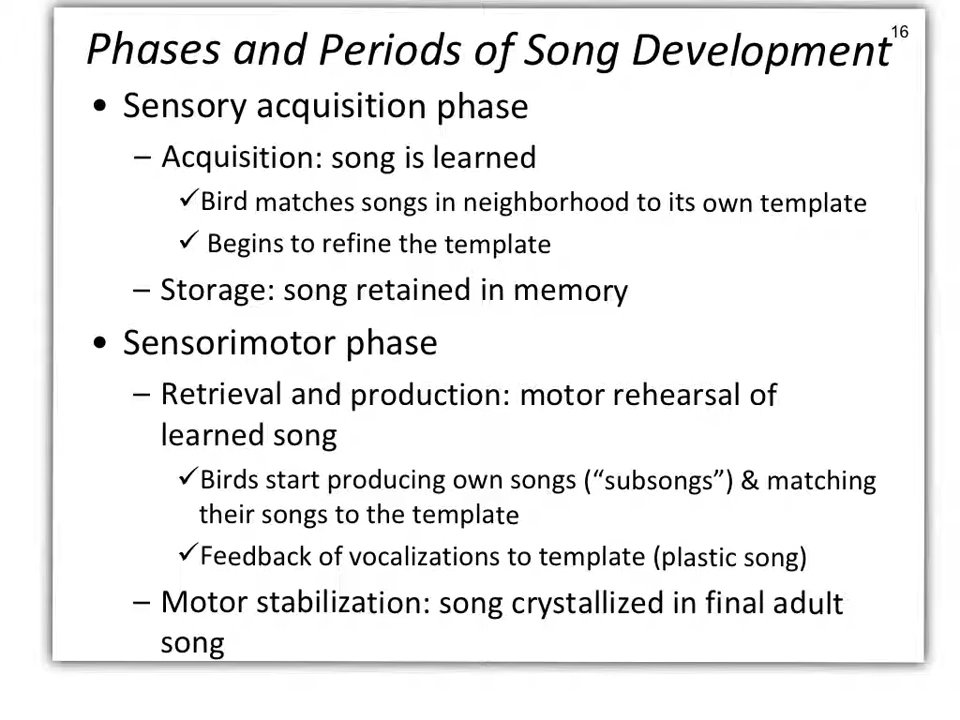 Phases and Periods of Song Development
16
• Sensory acquisition phase
– Acquisition: song is learned
✓Bird matches songs in neighborhood to its own template
✓ Begins to refine the template
– Storage: song retained in memory
• Sensorimotor phase
– Retrieval and production: motor rehearsal of
learned song
✓Birds start producing own songs (“subsongs”) & matching
their songs to the template
✓Feedback of vocalizations to template (plastic song)
– Motor stabilization: song crystallized in final adult
song